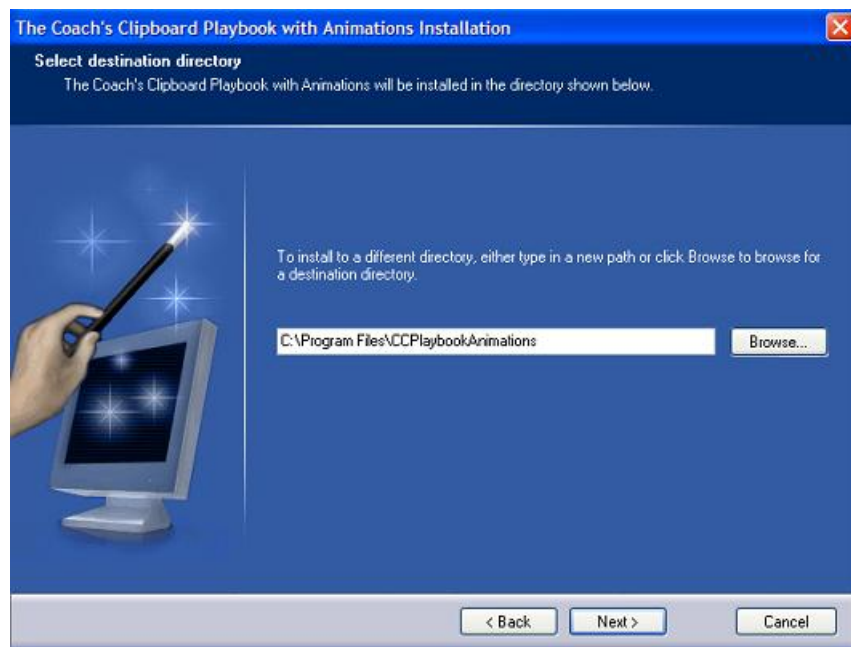 The Coach's Clipboard Playbook with Animations Installation
Select destination directory
The Coach's Clipboard Playbook with Animations will be installed in the directory shown below.
To install to a different directory, either type in a new path or click Browse to browse for
a destination directory.
C:\Program Files\CCPlaybookAnimations
Browse...
< Back
Next >
Cancel